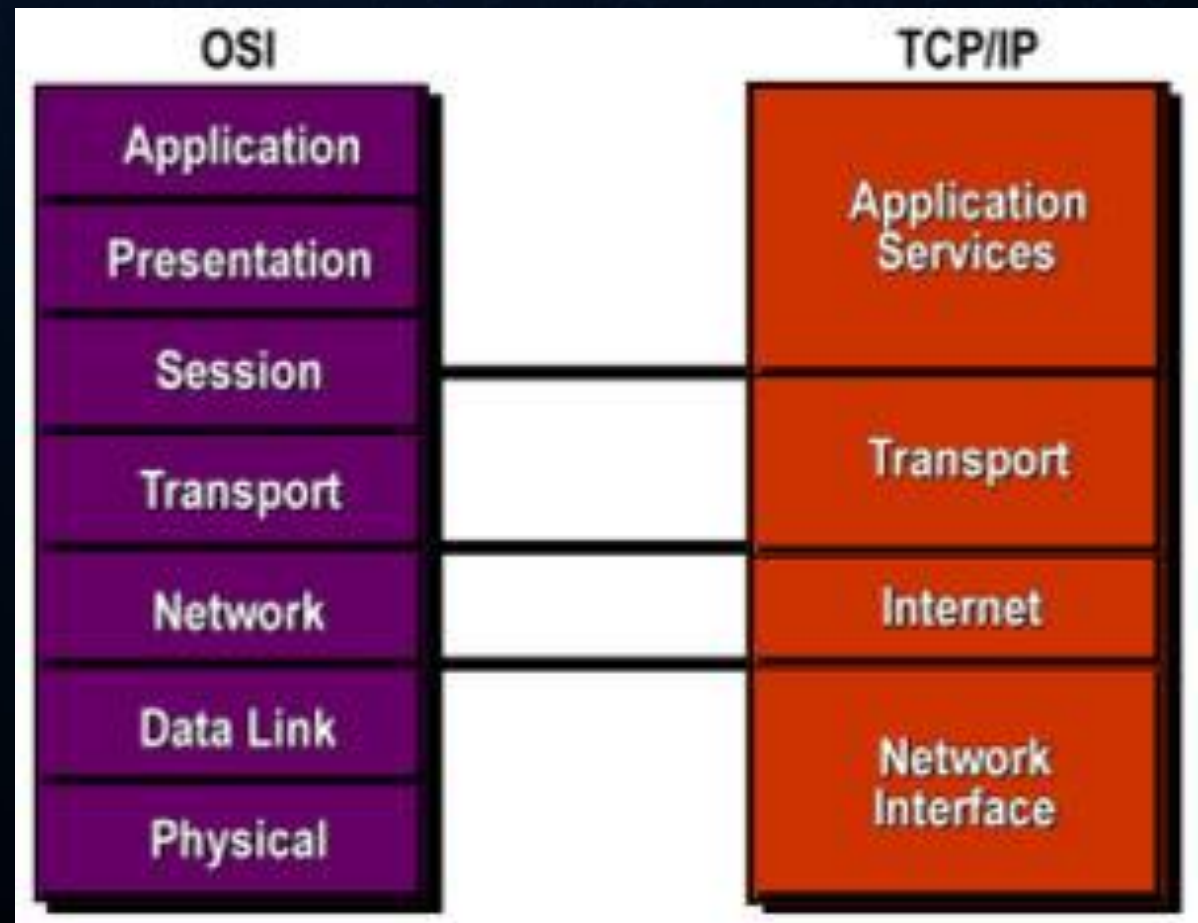 OSI
Application
Presentation
Session
Transport
Network
Data Link
Physical
TCP/IP
Application
Services
Transport
Internet
Network
Interface